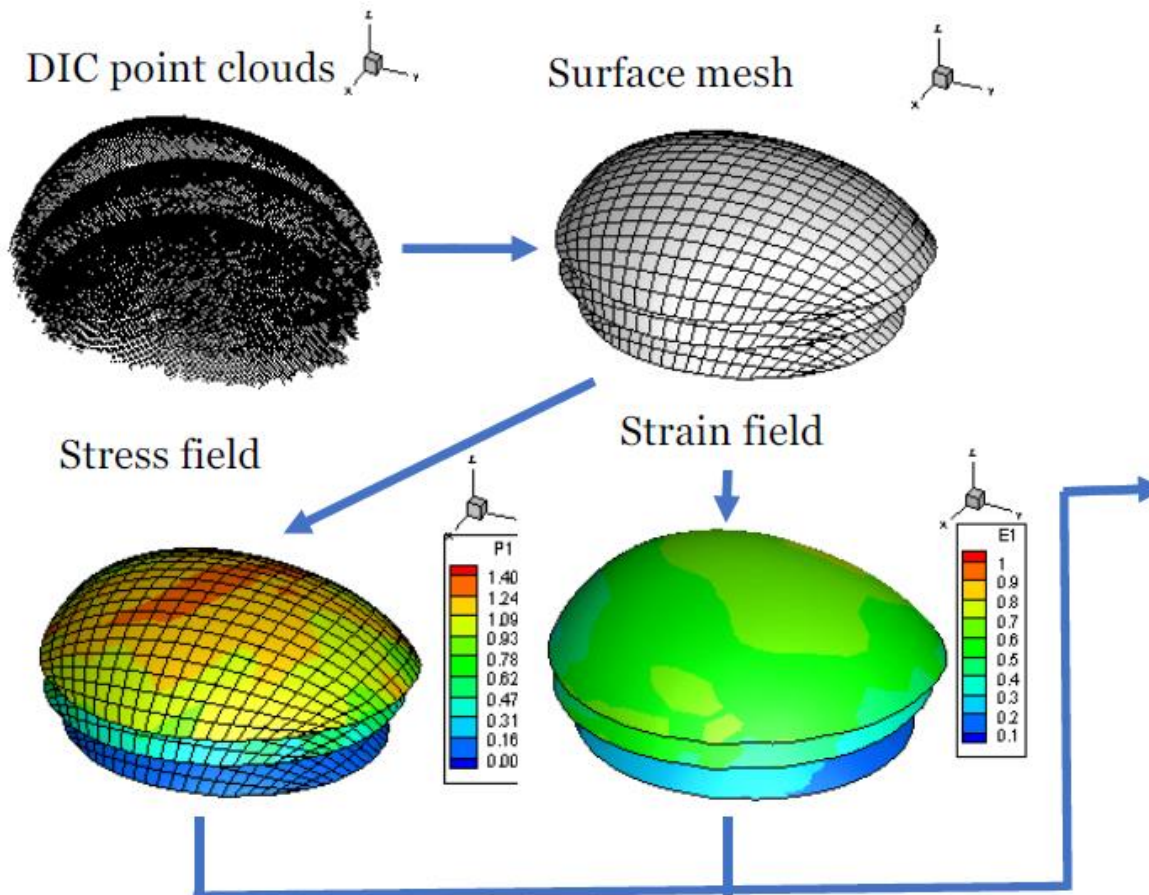 DIC point clouds
Z
X
Y
Surface mesh
Z
X
Y
Stress field
Z
X
P1
1.40
1.24
1.09
0.93
0.78
0.62
0.47
0.31
0.16
0.00
Strain field
Z
X
Y
E1
1
0.9
0.8
0.7
0.6
0.5
0.4
0.3
0.2
0.1